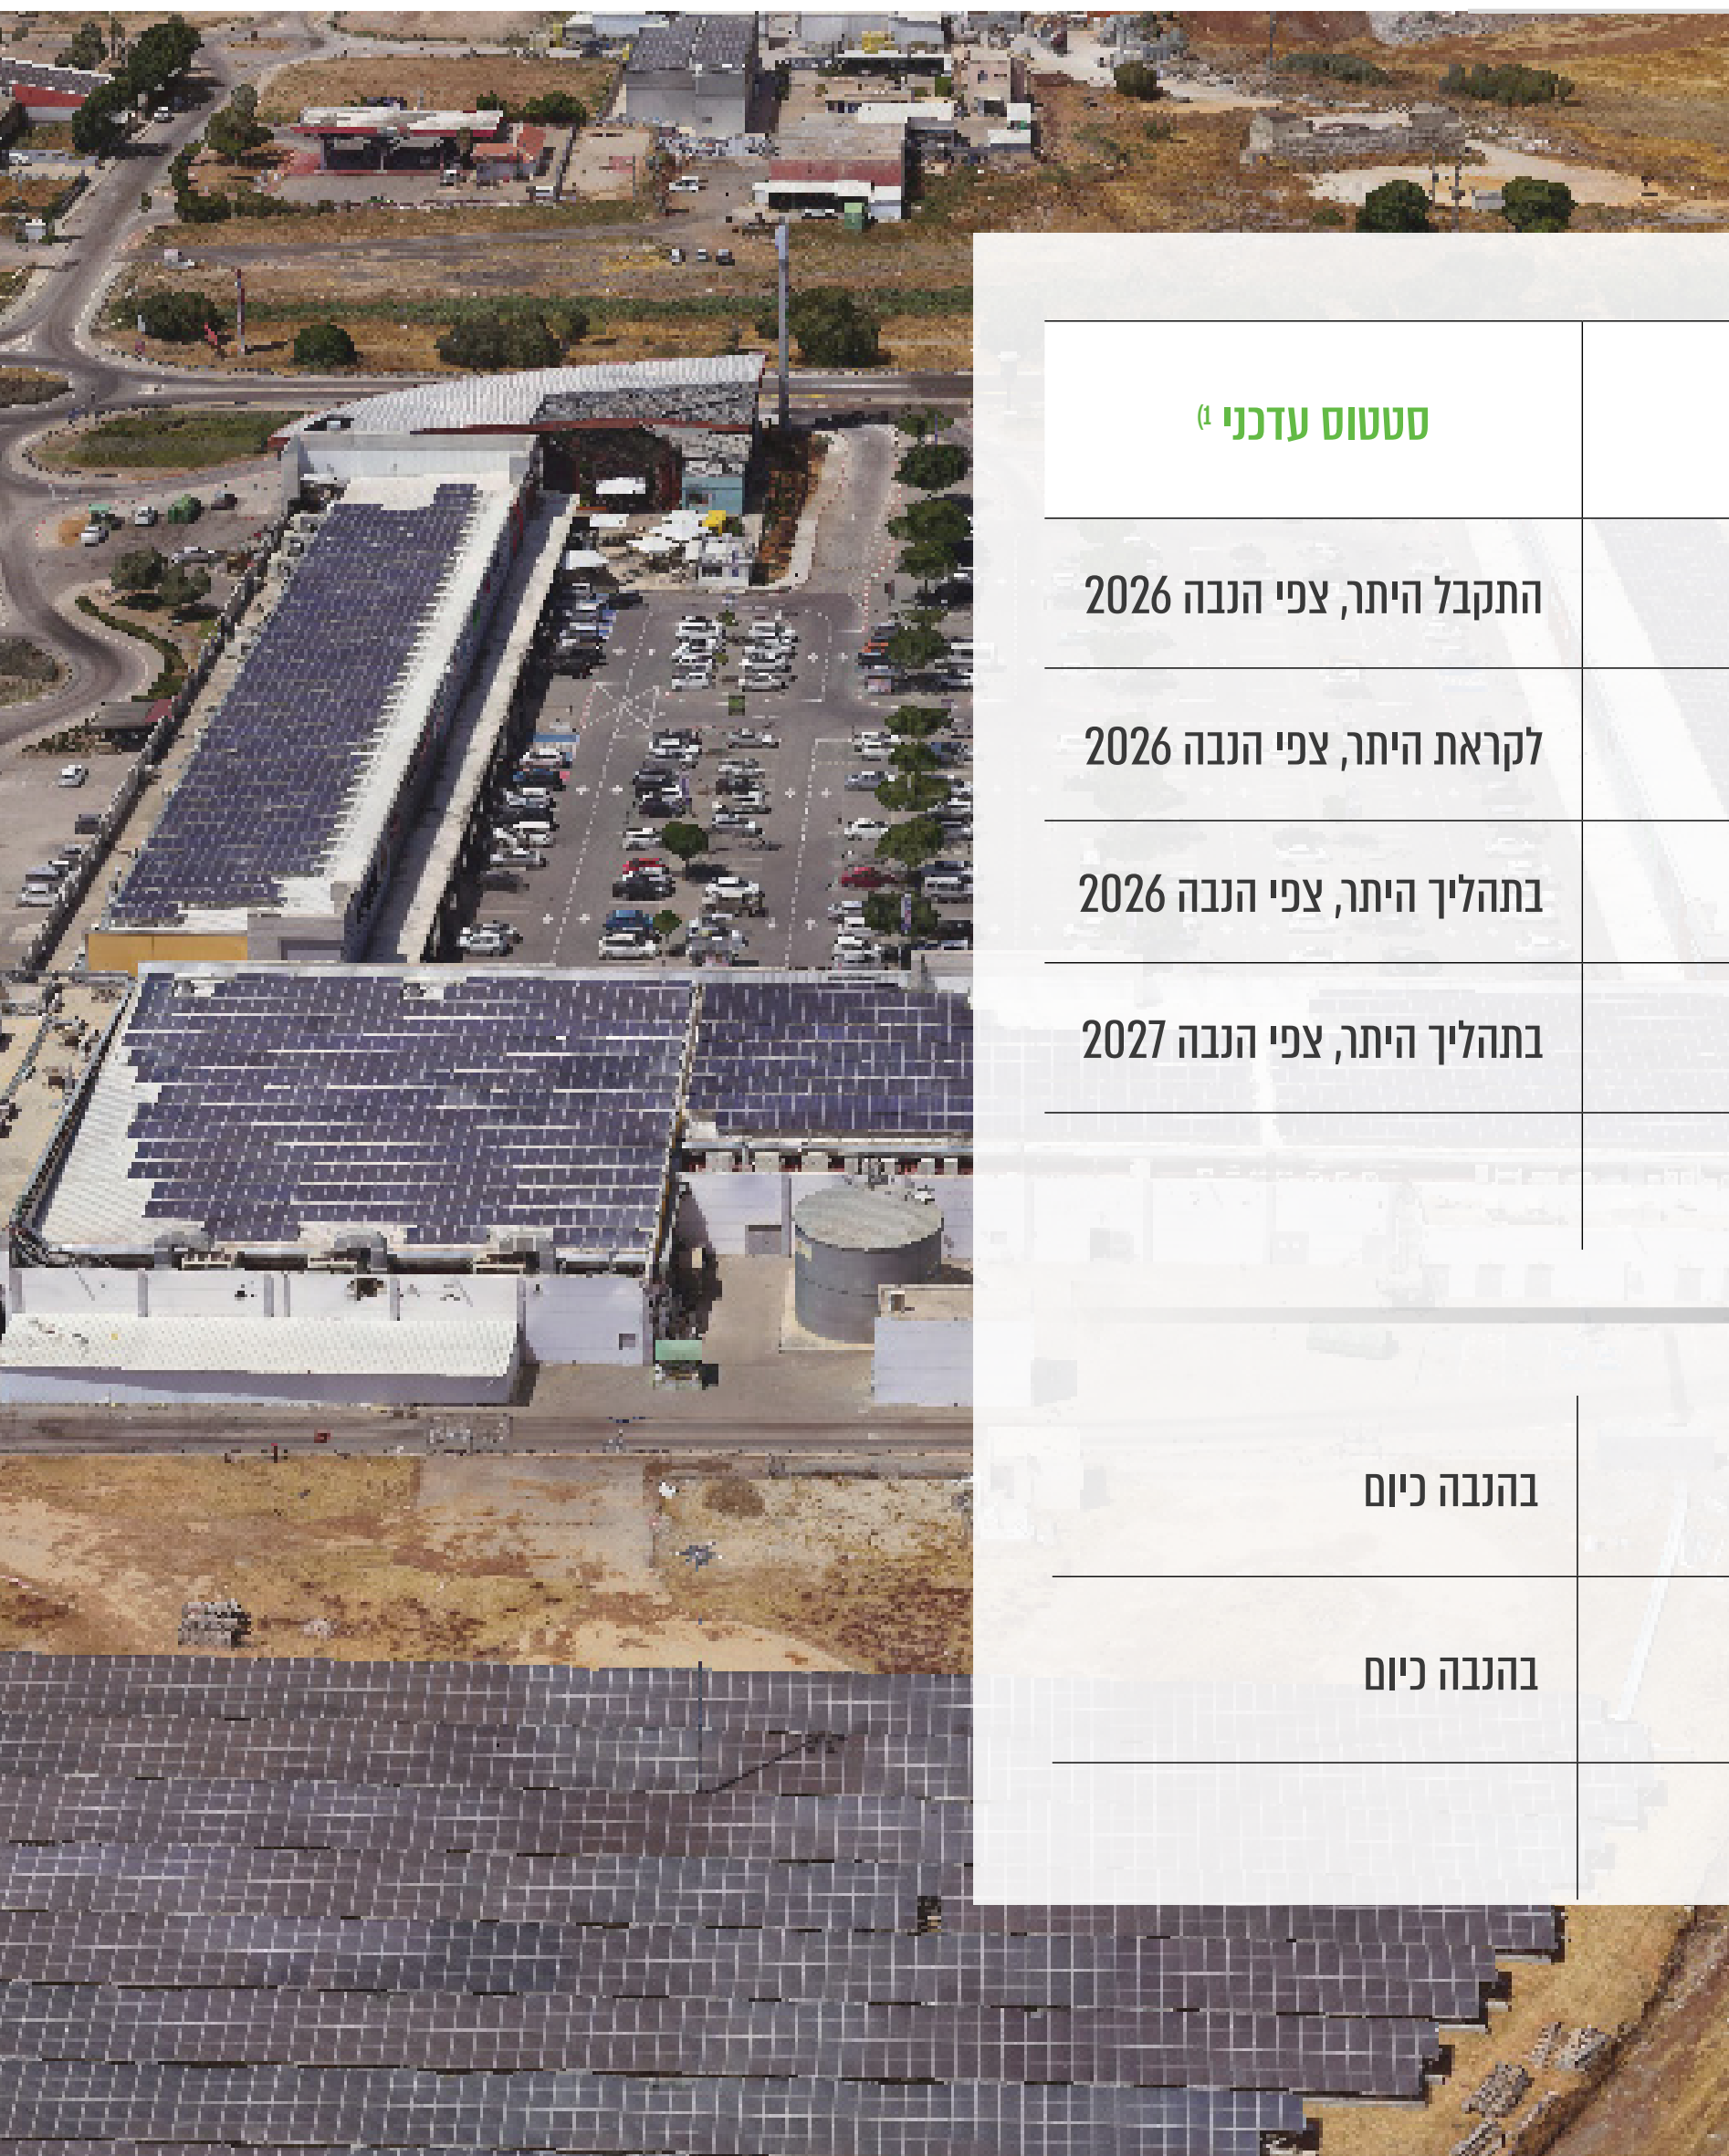 סטטוס עדכני 1)
התקבל היתר, צפי הנבה 2026
לקראת היתר, צפי הנבה 2026
בתהליך היתר, צפי הנבה 2026
בתהליך היתר, צפי הנבה 2027
בהנבה כיום
בהנבה כיום